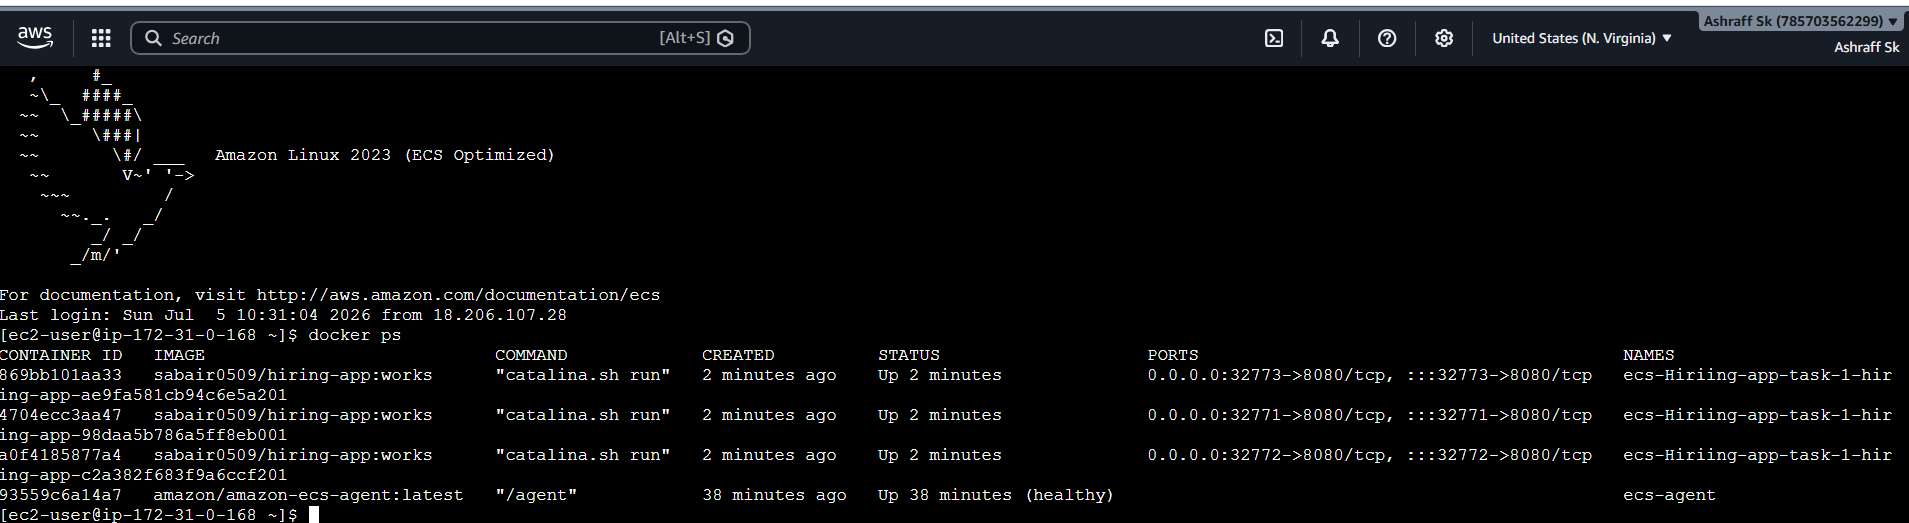 aws
Search [Alt+S]
United States (N. Virginia) ▼
Ashraff Sk (785703562299) ▼
Ashraff Sk
   ,     #_
   ~\_  ####_
  ~~  \_#####\
  ~~     \###|
  ~~       \#/ ___   Amazon Linux 2023 (ECS Optimized)
   ~~       V~' '->
    ~~~         /
      ~~._.   _/
         _/ _/
       _/m/'
For documentation, visit http://aws.amazon.com/documentation/ecs
Last login: Sun Jul  5 10:31:04 2026 from 18.206.107.28
[ec2-user@ip-172-31-0-168 ~]$ docker ps
CONTAINER ID   IMAGE                             COMMAND             CREATED          STATUS                    PORTS                                           NAMES
869bb101aa33   sabair0509/hiring-app:works      "catalina.sh run"   2 minutes ago    Up 2 minutes              0.0.0.0:32773->8080/tcp, :::32773->8080/tcp   ecs-Hiriing-app-task-1-hir
ing-app-ae9fa581cb94c6e5a201
4704ecc3aa47   sabair0509/hiring-app:works      "catalina.sh run"   2 minutes ago    Up 2 minutes              0.0.0.0:32771->8080/tcp, :::32771->8080/tcp   ecs-Hiriing-app-task-1-hir
ing-app-98daa5b786a5ff8eb001
a0f4185877a4   sabair0509/hiring-app:works      "catalina.sh run"   2 minutes ago    Up 2 minutes              0.0.0.0:32772->8080/tcp, :::32772->8080/tcp   ecs-Hiriing-app-task-1-hir
ing-app-c2a382f683f9a6ccf201
93559c6a14a7   amazon/amazon-ecs-agent:latest   "/agent"            38 minutes ago   Up 38 minutes (healthy)                                                   ecs-agent
[ec2-user@ip-172-31-0-168 ~]$